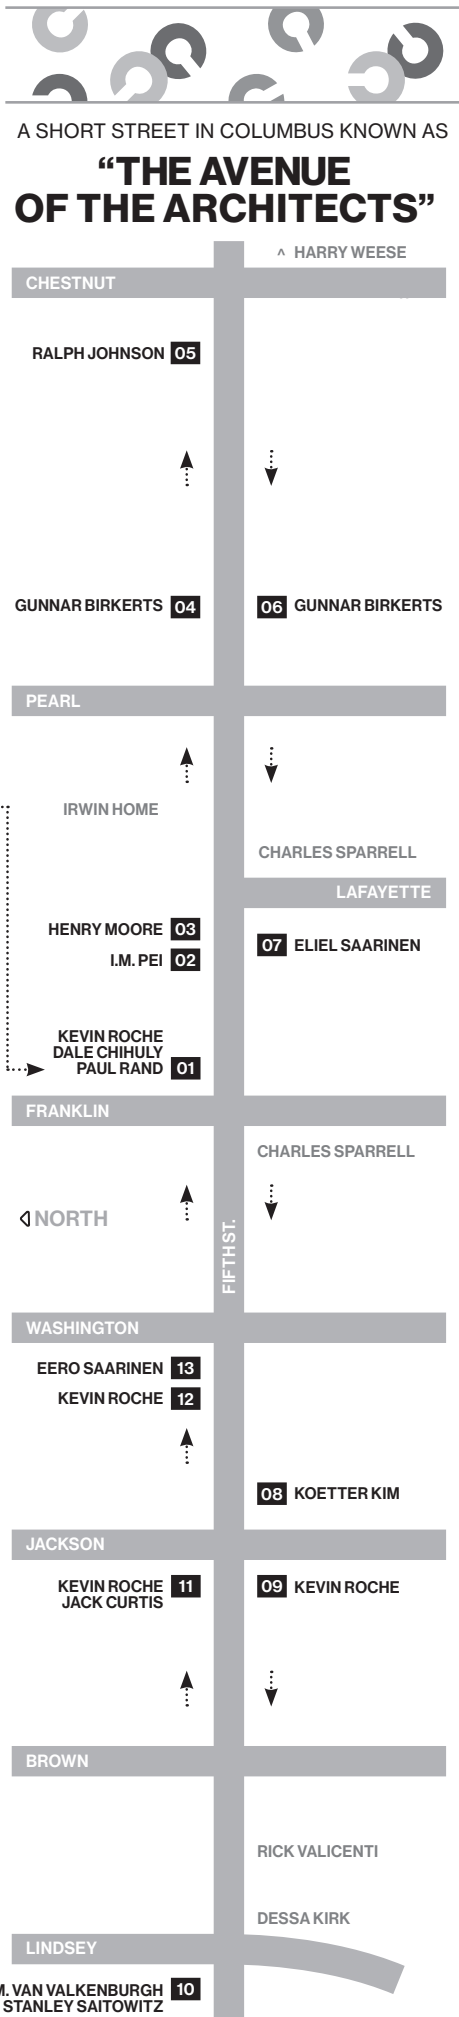 A SHORT STREET IN COLUMBUS KNOWN AS
“THE AVENUE
OF THE ARCHITECTS”
^ HARRY WEESE
CHESTNUT
RALPH JOHNSON 05
GUNNAR BIRKERTS 04
06 GUNNAR BIRKERTS
PEARL
IRWIN HOME
CHARLES SPARRELL
LAFAYETTE
HENRY MOORE 03
07 ELIEL SAARINEN
I.M. PEI 02
KEVIN ROCHE
DALE CHIHULY
PAUL RAND 01
FRANKLIN
CHARLES SPARRELL
NORTH
FIFTH ST.
WASHINGTON
EERO SAARINEN 13
KEVIN ROCHE 12
08 KOETTER KIM
JACKSON
KEVIN ROCHE 11
JACK CURTIS
09 KEVIN ROCHE
BROWN
RICK VALICENTI
DESSA KIRK
LINDSEY
M. VAN VALKENBURGH 10
STANLEY SAITOWITZ